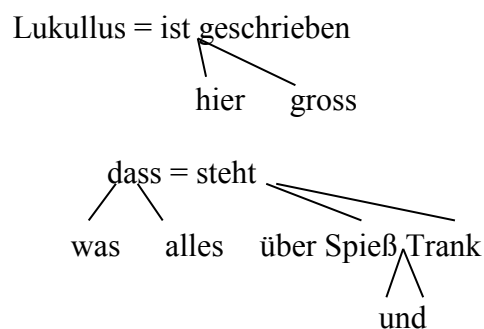 Lukullus = ist geschrieben
hier gross
dass = steht
was alles über Spieß Trank
und